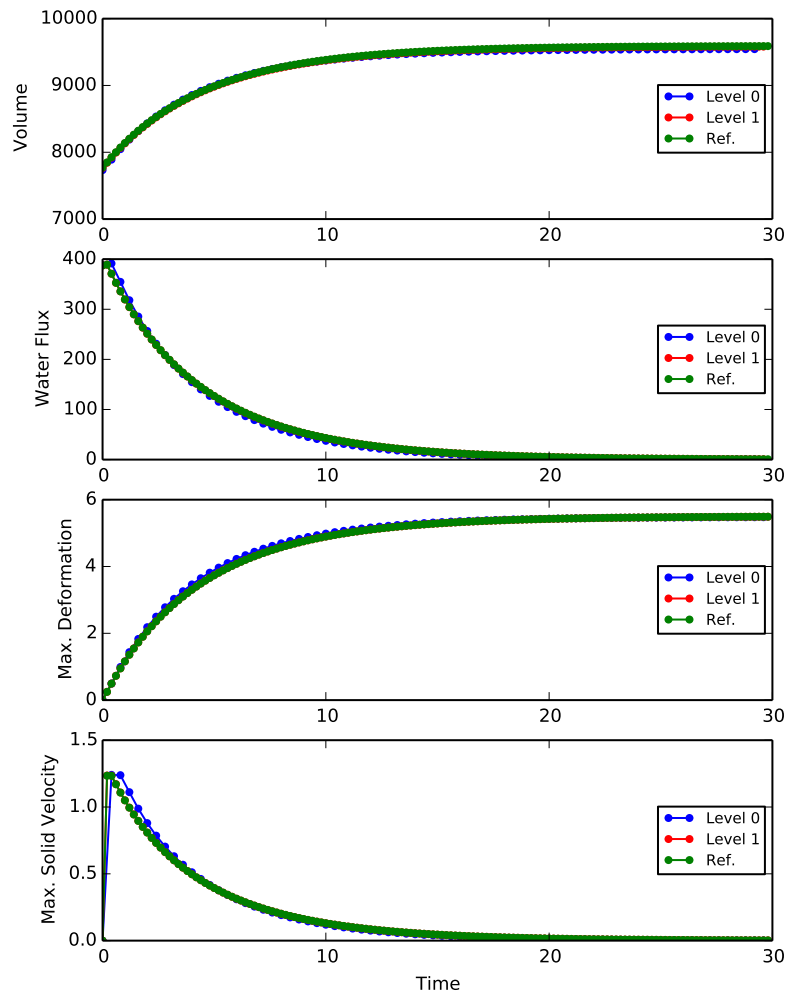 Volume
10000
9000
8000
7000
0 10 20 30
Level 0
Level 1
Ref.
Water Flux
400
300
200
100
0
0 10 20 30
Level 0
Level 1
Ref.
Max. Deformation
6
4
2
0
0 10 20 30
Level 0
Level 1
Ref.
Max. Solid Velocity
1.5
1.0
0.5
0.0
0 10 20 30
Level 0
Level 1
Ref.
Time